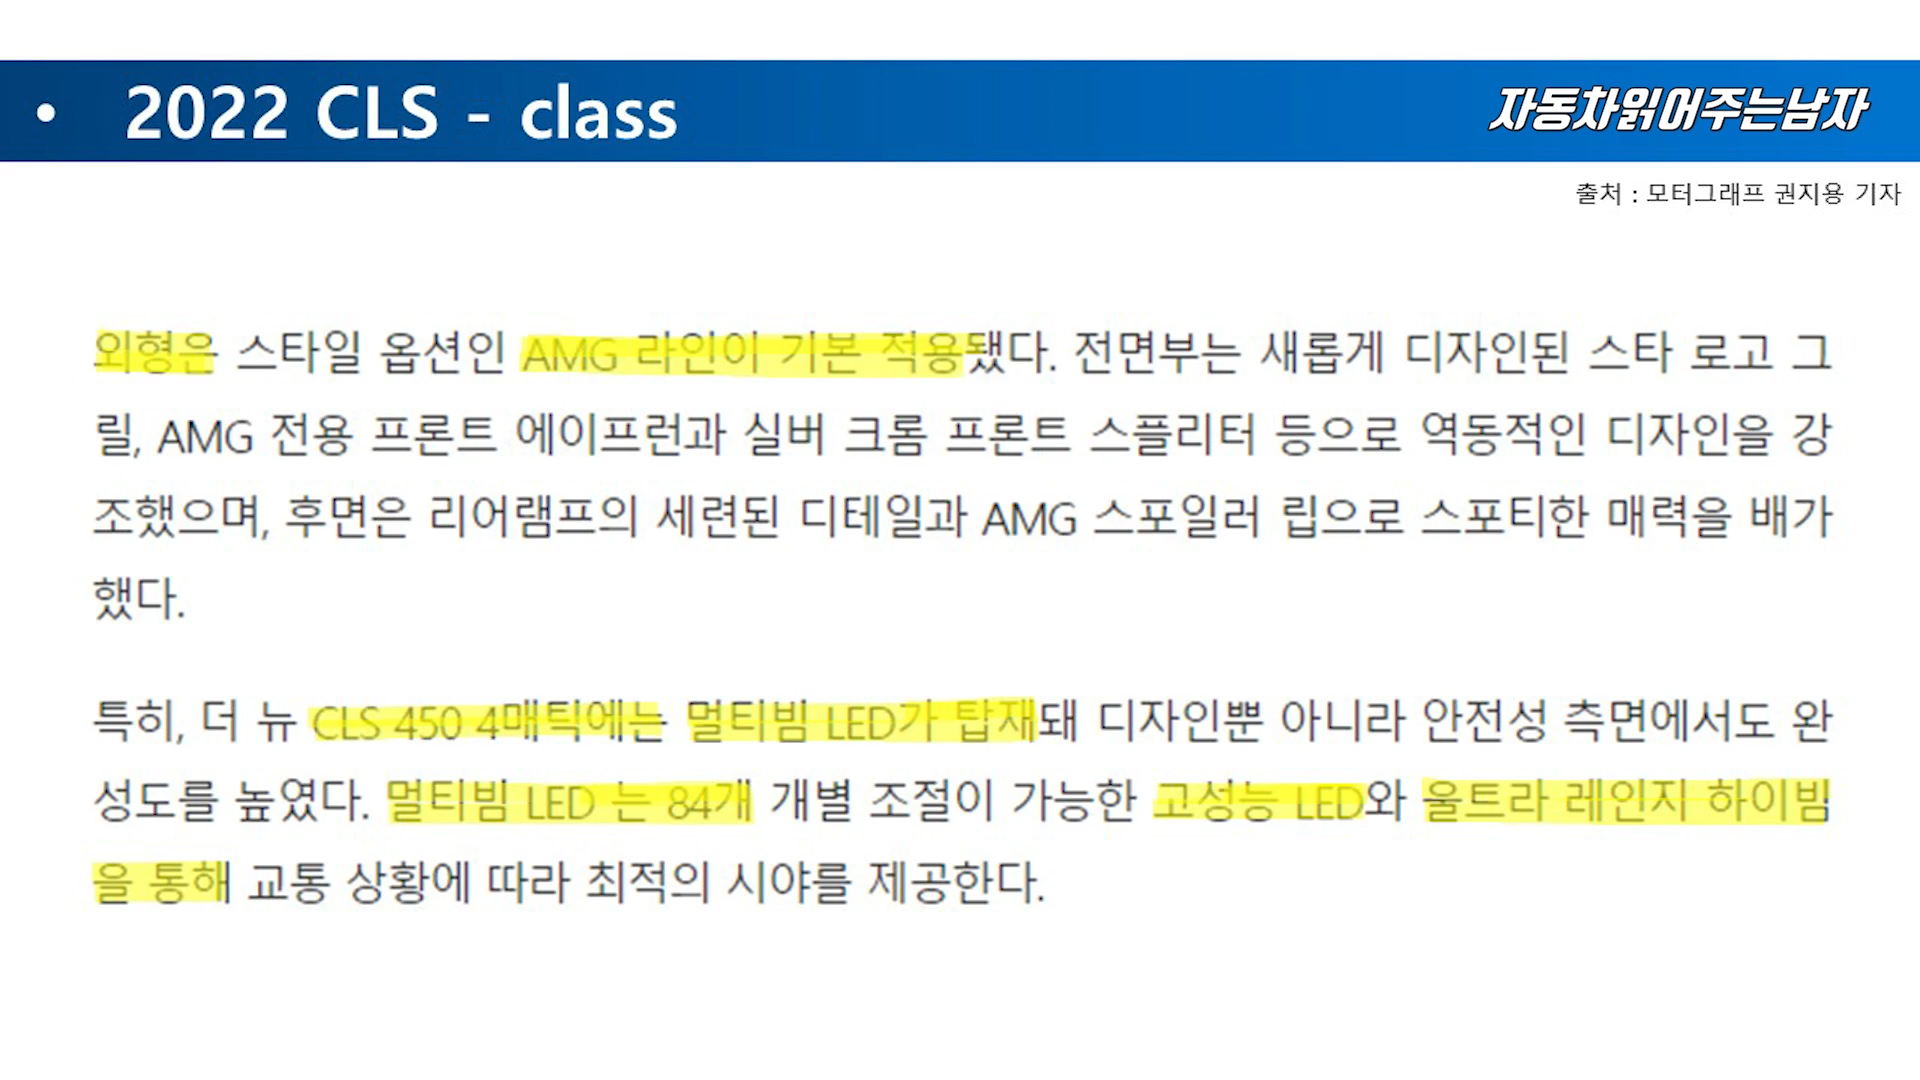 • 2022 CLS - class
자동차읽어주는남자
출처 : 모터그래프 권지용 기자
외형은 스타일 옵션인 AMG 라인이 기본 적용됐다. 전면부는 새롭게 디자인된 스타 로고 그
릴, AMG 전용 프론트 에이프런과 실버 크롬 프론트 스플리터 등으로 역동적인 디자인을 강
조했으며, 후면은 리어램프의 세련된 디테일과 AMG 스포일러 립으로 스포티한 매력을 배가
했다.
특히, 더 뉴 CLS 450 4매틱에는 멀티빔 LED가 탑재돼 디자인뿐 아니라 안전성 측면에서도 완
성도를 높였다. 멀티빔 LED 는 84개 개별 조절이 가능한 고성능 LED와 울트라 레인지 하이빔
을 통해 교통 상황에 따라 최적의 시야를 제공한다.